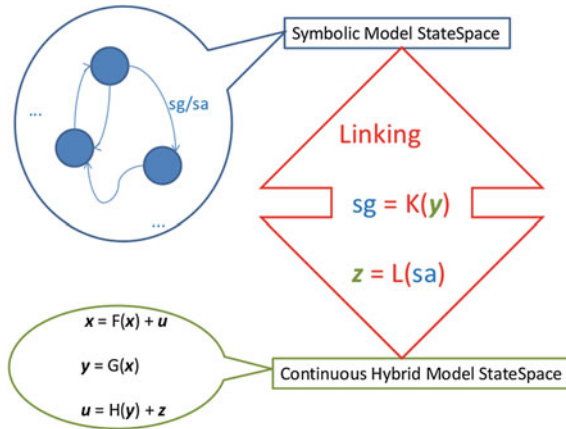 Symbolic Model StateSpace
sg/sa
...
...
Linking
sg = K(y)
z = L(sa)
x = F(x) + u
y = G(x)
u = H(y) + z
Continuous Hybrid Model StateSpace